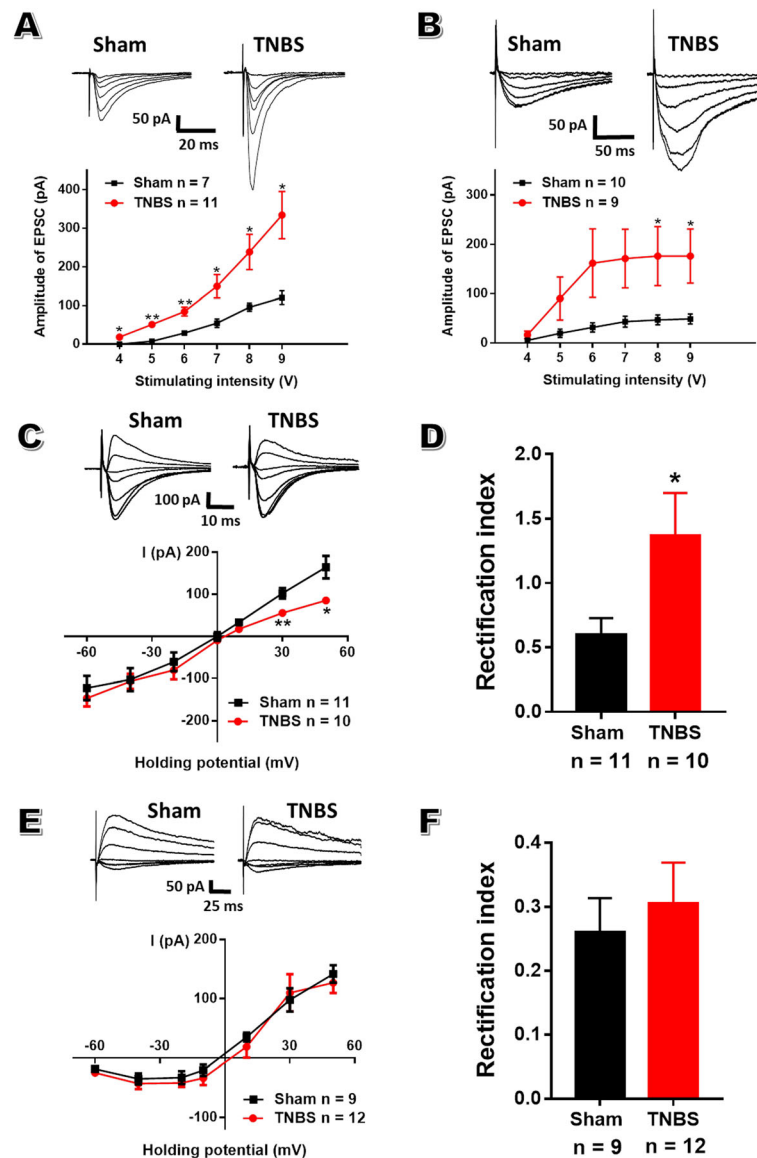 A
Sham
TNBS
50 pA
20 ms
Sham n = 7
TNBS n = 11
Amplitude of EPSC (pA)
400
300
200
100
0
* ** ** * * *
4 5 6 7 8 9
Stimulating intensity (V)
B
Sham
TNBS
50 pA
50 ms
Sham n = 10
TNBS n = 9
Amplitude of EPSC (pA)
300
200
100
0
* *
4 5 6 7 8 9
Stimulating intensity (V)
C
Sham
TNBS
100 pA
10 ms
I (pA)
200
100
-60 -30 30 60
** *
-100
-200
Sham n = 11
TNBS n = 10
Holding potential (mV)
D
Rectification index
2.0
1.5
1.0
0.5
0.0
*
Sham TNBS
n = 11 n = 10
E
Sham
TNBS
50 pA
25 ms
I (pA)
200
100
-60 -30 30 60
-100
Sham n = 9
TNBS n = 12
Holding potential (mV)
F
Rectification index
0.4
0.3
0.2
0.1
0.0
Sham TNBS
n = 9 n = 12